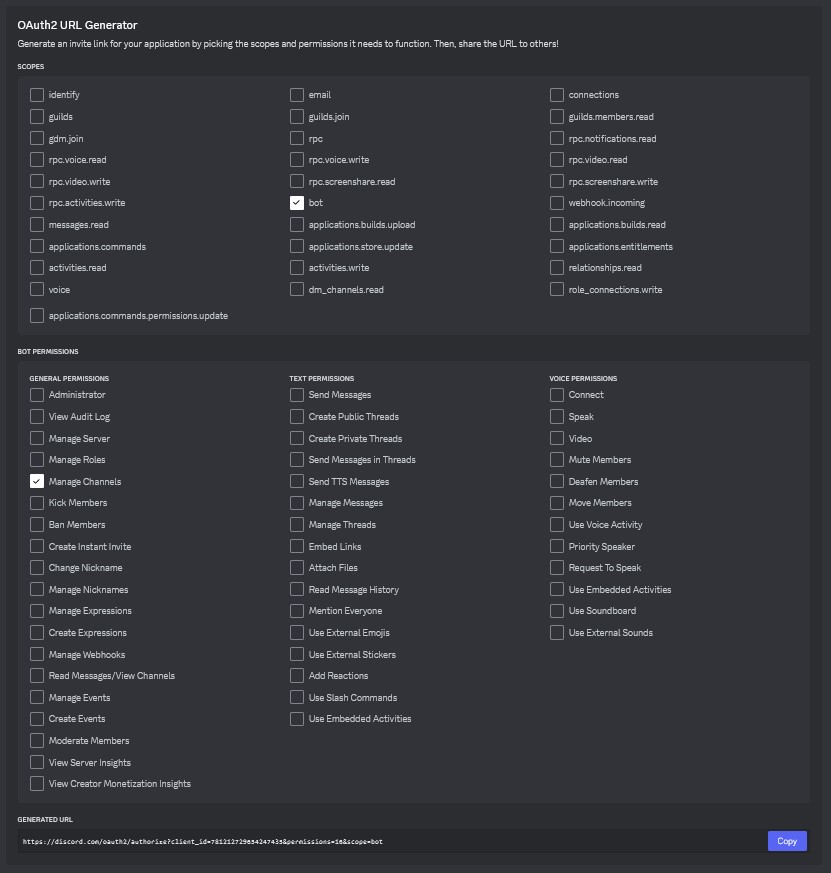 OAuth2 URL Generator
Generate an invite link for your application by picking the scopes and permissions it needs to function. Then, share the URL to others!
SCOPES
identify email connections
guilds guilds.join guilds.members.read
gdm.join rpc rpc.notifications.read
rpc.voice.read rpc.voice.write rpc.video.read
rpc.video.write rpc.screenshare.read rpc.screenshare.write
rpc.activities.write bot webhook.incoming
messages.read applications.builds.upload applications.builds.read
applications.commands applications.store.update applications.entitlements
activities.read activities.write relationships.read
voice dm_channels.read role_connections.write
applications.commands.permissions.update
BOT PERMISSIONS
GENERAL PERMISSIONS
Administrator
View Audit Log
Manage Server
Manage Roles
Manage Channels
Kick Members
Ban Members
Create Instant Invite
Change Nickname
Manage Nicknames
Manage Expressions
Create Expressions
Manage Webhooks
Read Messages/View Channels
Manage Events
Create Events
Moderate Members
View Server Insights
View Creator Monetization Insights
TEXT PERMISSIONS
Send Messages
Create Public Threads
Create Private Threads
Send Messages in Threads
Send TTS Messages
Manage Messages
Manage Threads
Embed Links
Attach Files
Read Message History
Mention Everyone
Use External Emojis
Use External Stickers
Add Reactions
Use Slash Commands
Use Embedded Activities
VOICE PERMISSIONS
Connect
Speak
Video
Mute Members
Deafen Members
Move Members
Use Voice Activity
Priority Speaker
Request To Speak
Use Embedded Activities
Use Soundboard
Use External Sounds
GENERATED URL
https://discord.com/oauth2/authorize?client_id=781212729654247435&permissions=16&scope=bot Copy